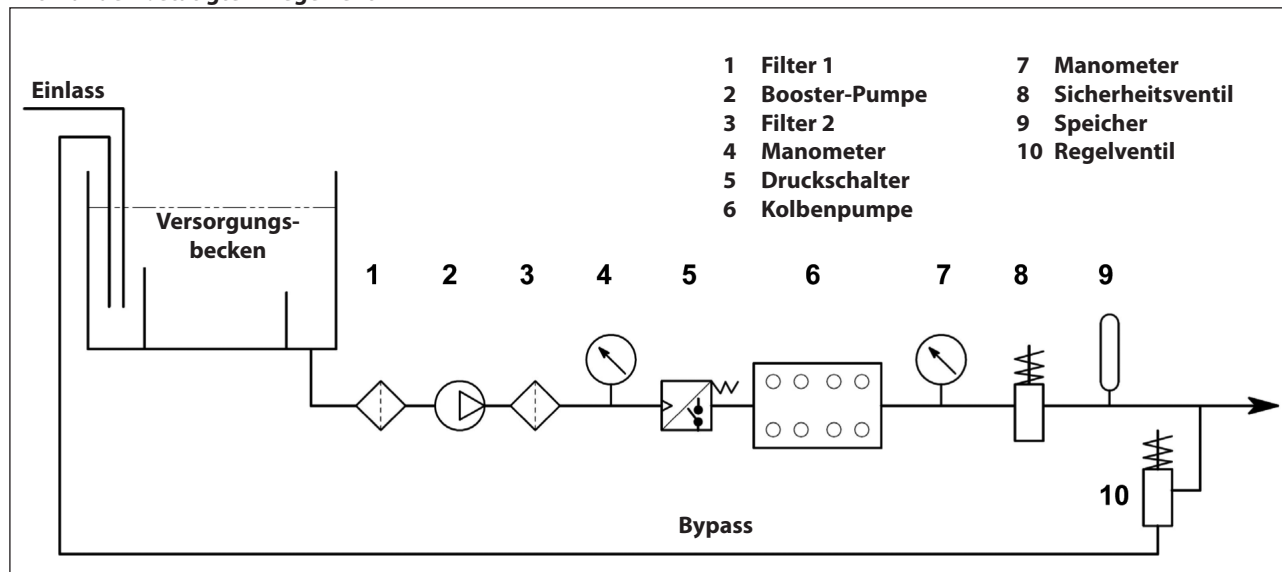 Einlass
Versorgungs-
becken
1 Filter 1
2 Booster-Pumpe
3 Filter 2
4 Manometer
5 Druckschalter
6 Kolbenpumpe
7 Manometer
8 Sicherheitsventil
9 Speicher
10 Regelventil
1 2 3 4 5 6 7 8 9
10
Bypass